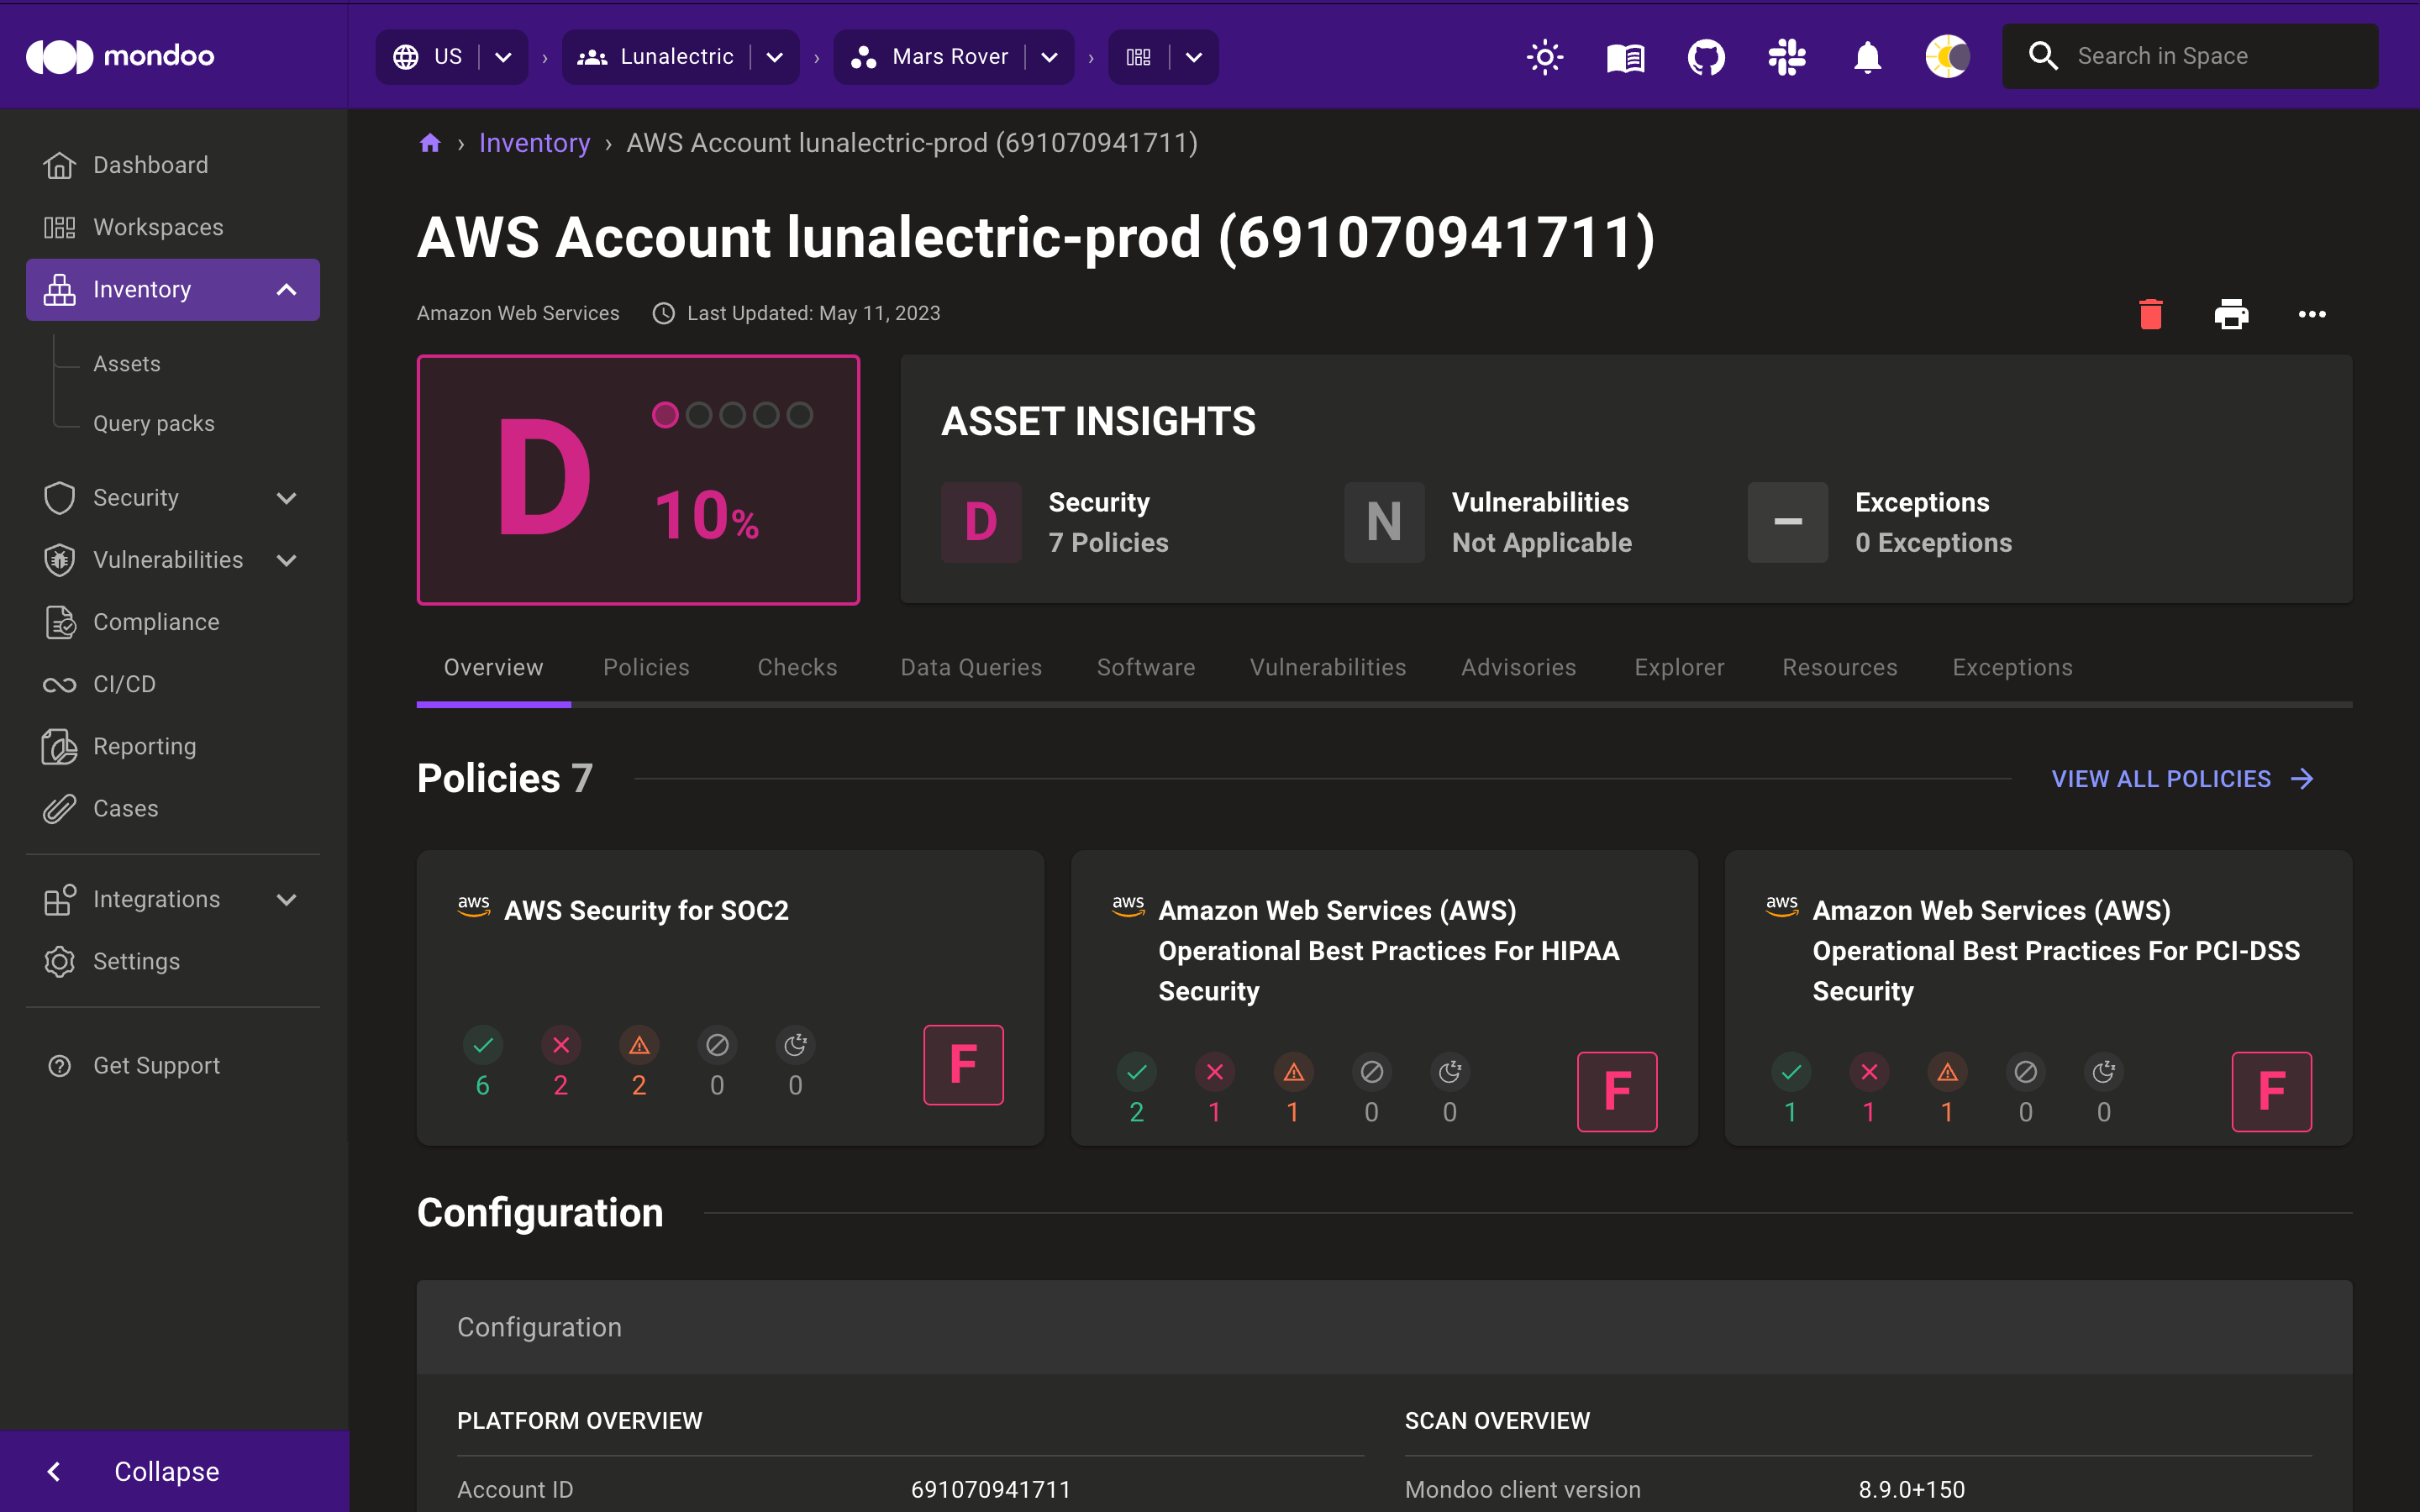 mondoo
US
Lunalectric
Mars Rover
Search in Space
Dashboard
Workspaces
Inventory
Assets
Query packs
Security
Vulnerabilities
Compliance
CI/CD
Reporting
Cases
Integrations
Settings
Get Support
Collapse
Inventory › AWS Account lunalectric-prod (691070941711)
AWS Account lunalectric-prod (691070941711)
Amazon Web Services Last Updated: May 11, 2023
D
10%
ASSET INSIGHTS
D
Security
7 Policies
N
Vulnerabilities
Not Applicable
Exceptions
0 Exceptions
Overview Policies Checks Data Queries Software Vulnerabilities Advisories Explorer Resources Exceptions
Policies 7
VIEW ALL POLICIES
aws AWS Security for SOC2
6 2 2 0 0
F
aws Amazon Web Services (AWS)
Operational Best Practices For HIPAA
Security
2 1 1 0 0
F
aws Amazon Web Services (AWS)
Operational Best Practices For PCI-DSS
Security
1 1 1 0 0
F
Configuration
Configuration
PLATFORM OVERVIEW
Account ID 691070941711
SCAN OVERVIEW
Mondoo client version 8.9.0+150